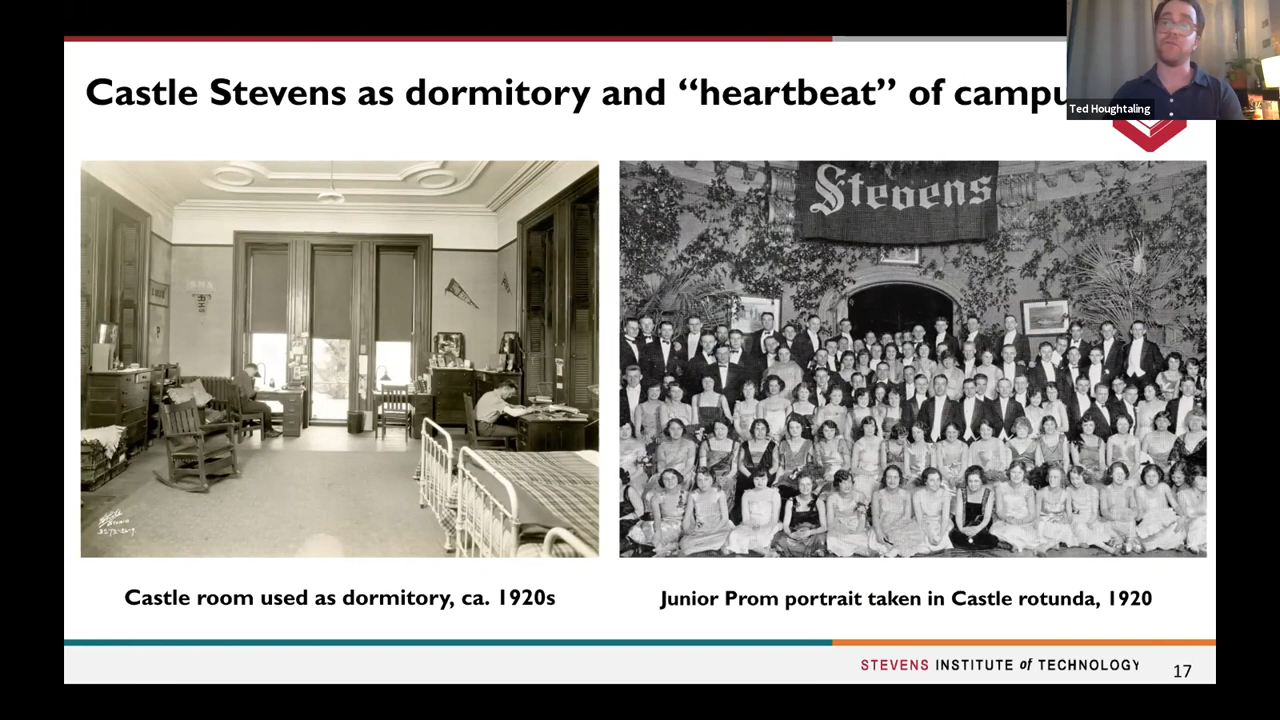 Castle Stevens as dormitory and “heartbeat” of campu
Ted Houghtaling
Stevens
Castle room used as dormitory, ca. 1920s
Junior Prom portrait taken in Castle rotunda, 1920
STEVENS INSTITUTE of TECHNOLOGY
17